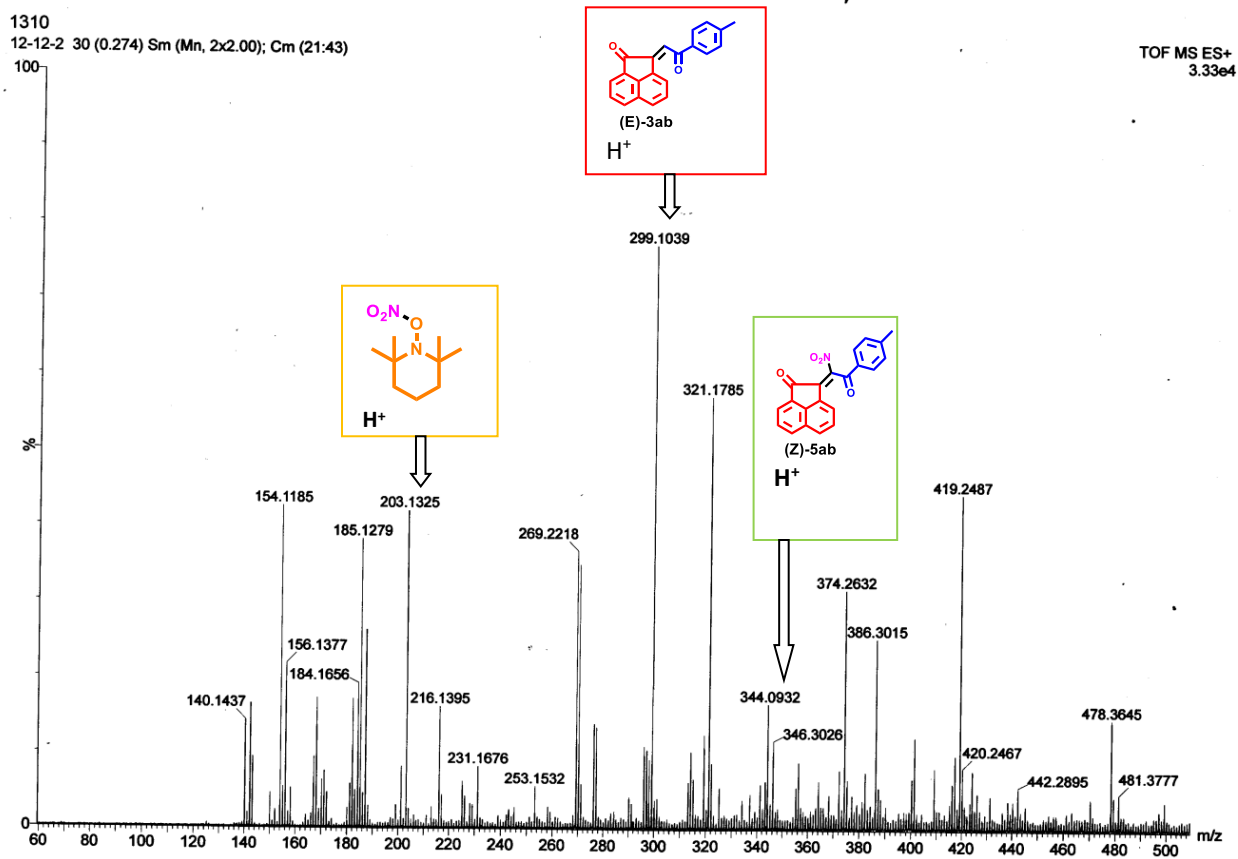 1310
12-12-2 30 (0.274) Sm (Mn, 2x2.00); Cm (21:43)
TOF MS ES+
3.33e4
100
%
0
O
O
(E)-3ab
H+
299.1039
O2N
O
N
H+
O2N
O
O
(Z)-5ab
H+
321.1785
154.1185
203.1325
185.1279
269.2218
419.2487
374.2632
386.3015
156.1377
184.1656
140.1437
216.1395
344.0932
346.3026
478.3645
231.1676
253.1532
420.2467
442.2895
481.3777
60 80 100 120 140 160 180 200 220 240 260 280 300 320 340 360 380 400 420 440 460 480 500 m/z